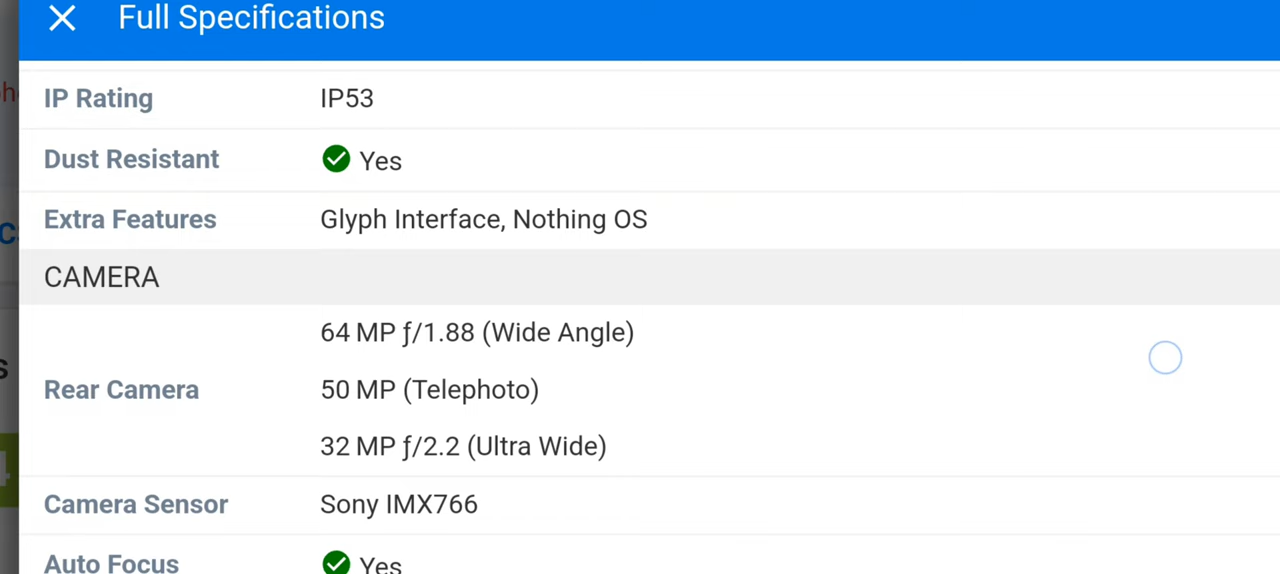 Full Specifications
IP Rating IP53
Dust Resistant Yes
Extra Features Glyph Interface, Nothing OS
CAMERA
64 MP ƒ/1.88 (Wide Angle)
Rear Camera 50 MP (Telephoto)
32 MP ƒ/2.2 (Ultra Wide)
Camera Sensor Sony IMX766
Auto Focus Yes